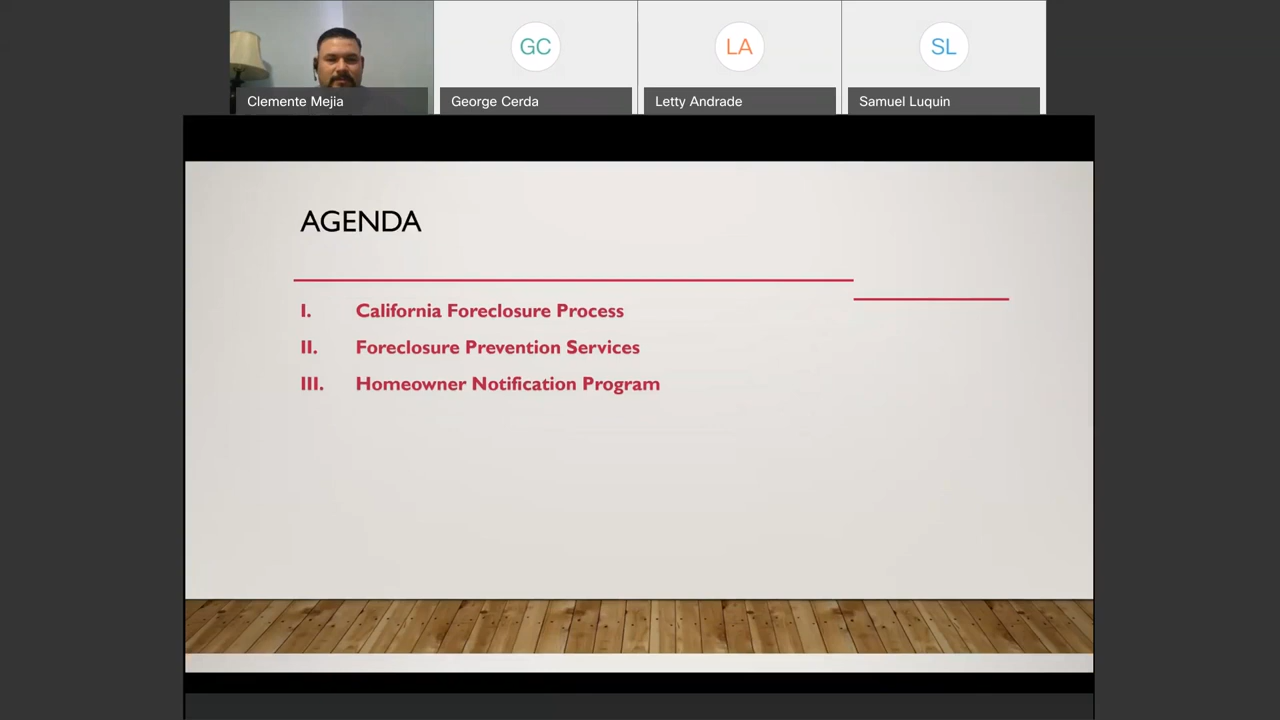 GC
LA
SL
Clemente Mejia
George Cerda
Letty Andrade
Samuel Luquin
AGENDA
I. California Foreclosure Process
II. Foreclosure Prevention Services
III. Homeowner Notification Program